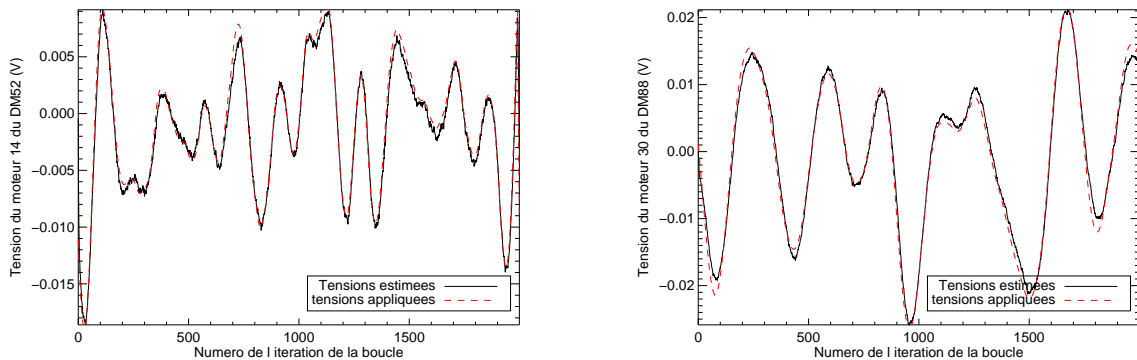 0.005
0.000
−0.005
−0.010
−0.015
0
500
1000
1500
Tension du moteur 14 du DM52 (V)
Numero de l iteration de la boucle
Tensions estimees
tensions appliquees
0.02
0.01
0.00
−0.01
−0.02
0
500
1000
1500
Tension du moteur 30 du DM88 (V)
Numero de l iteration de la boucle
Tensions estimees
tensions appliquees